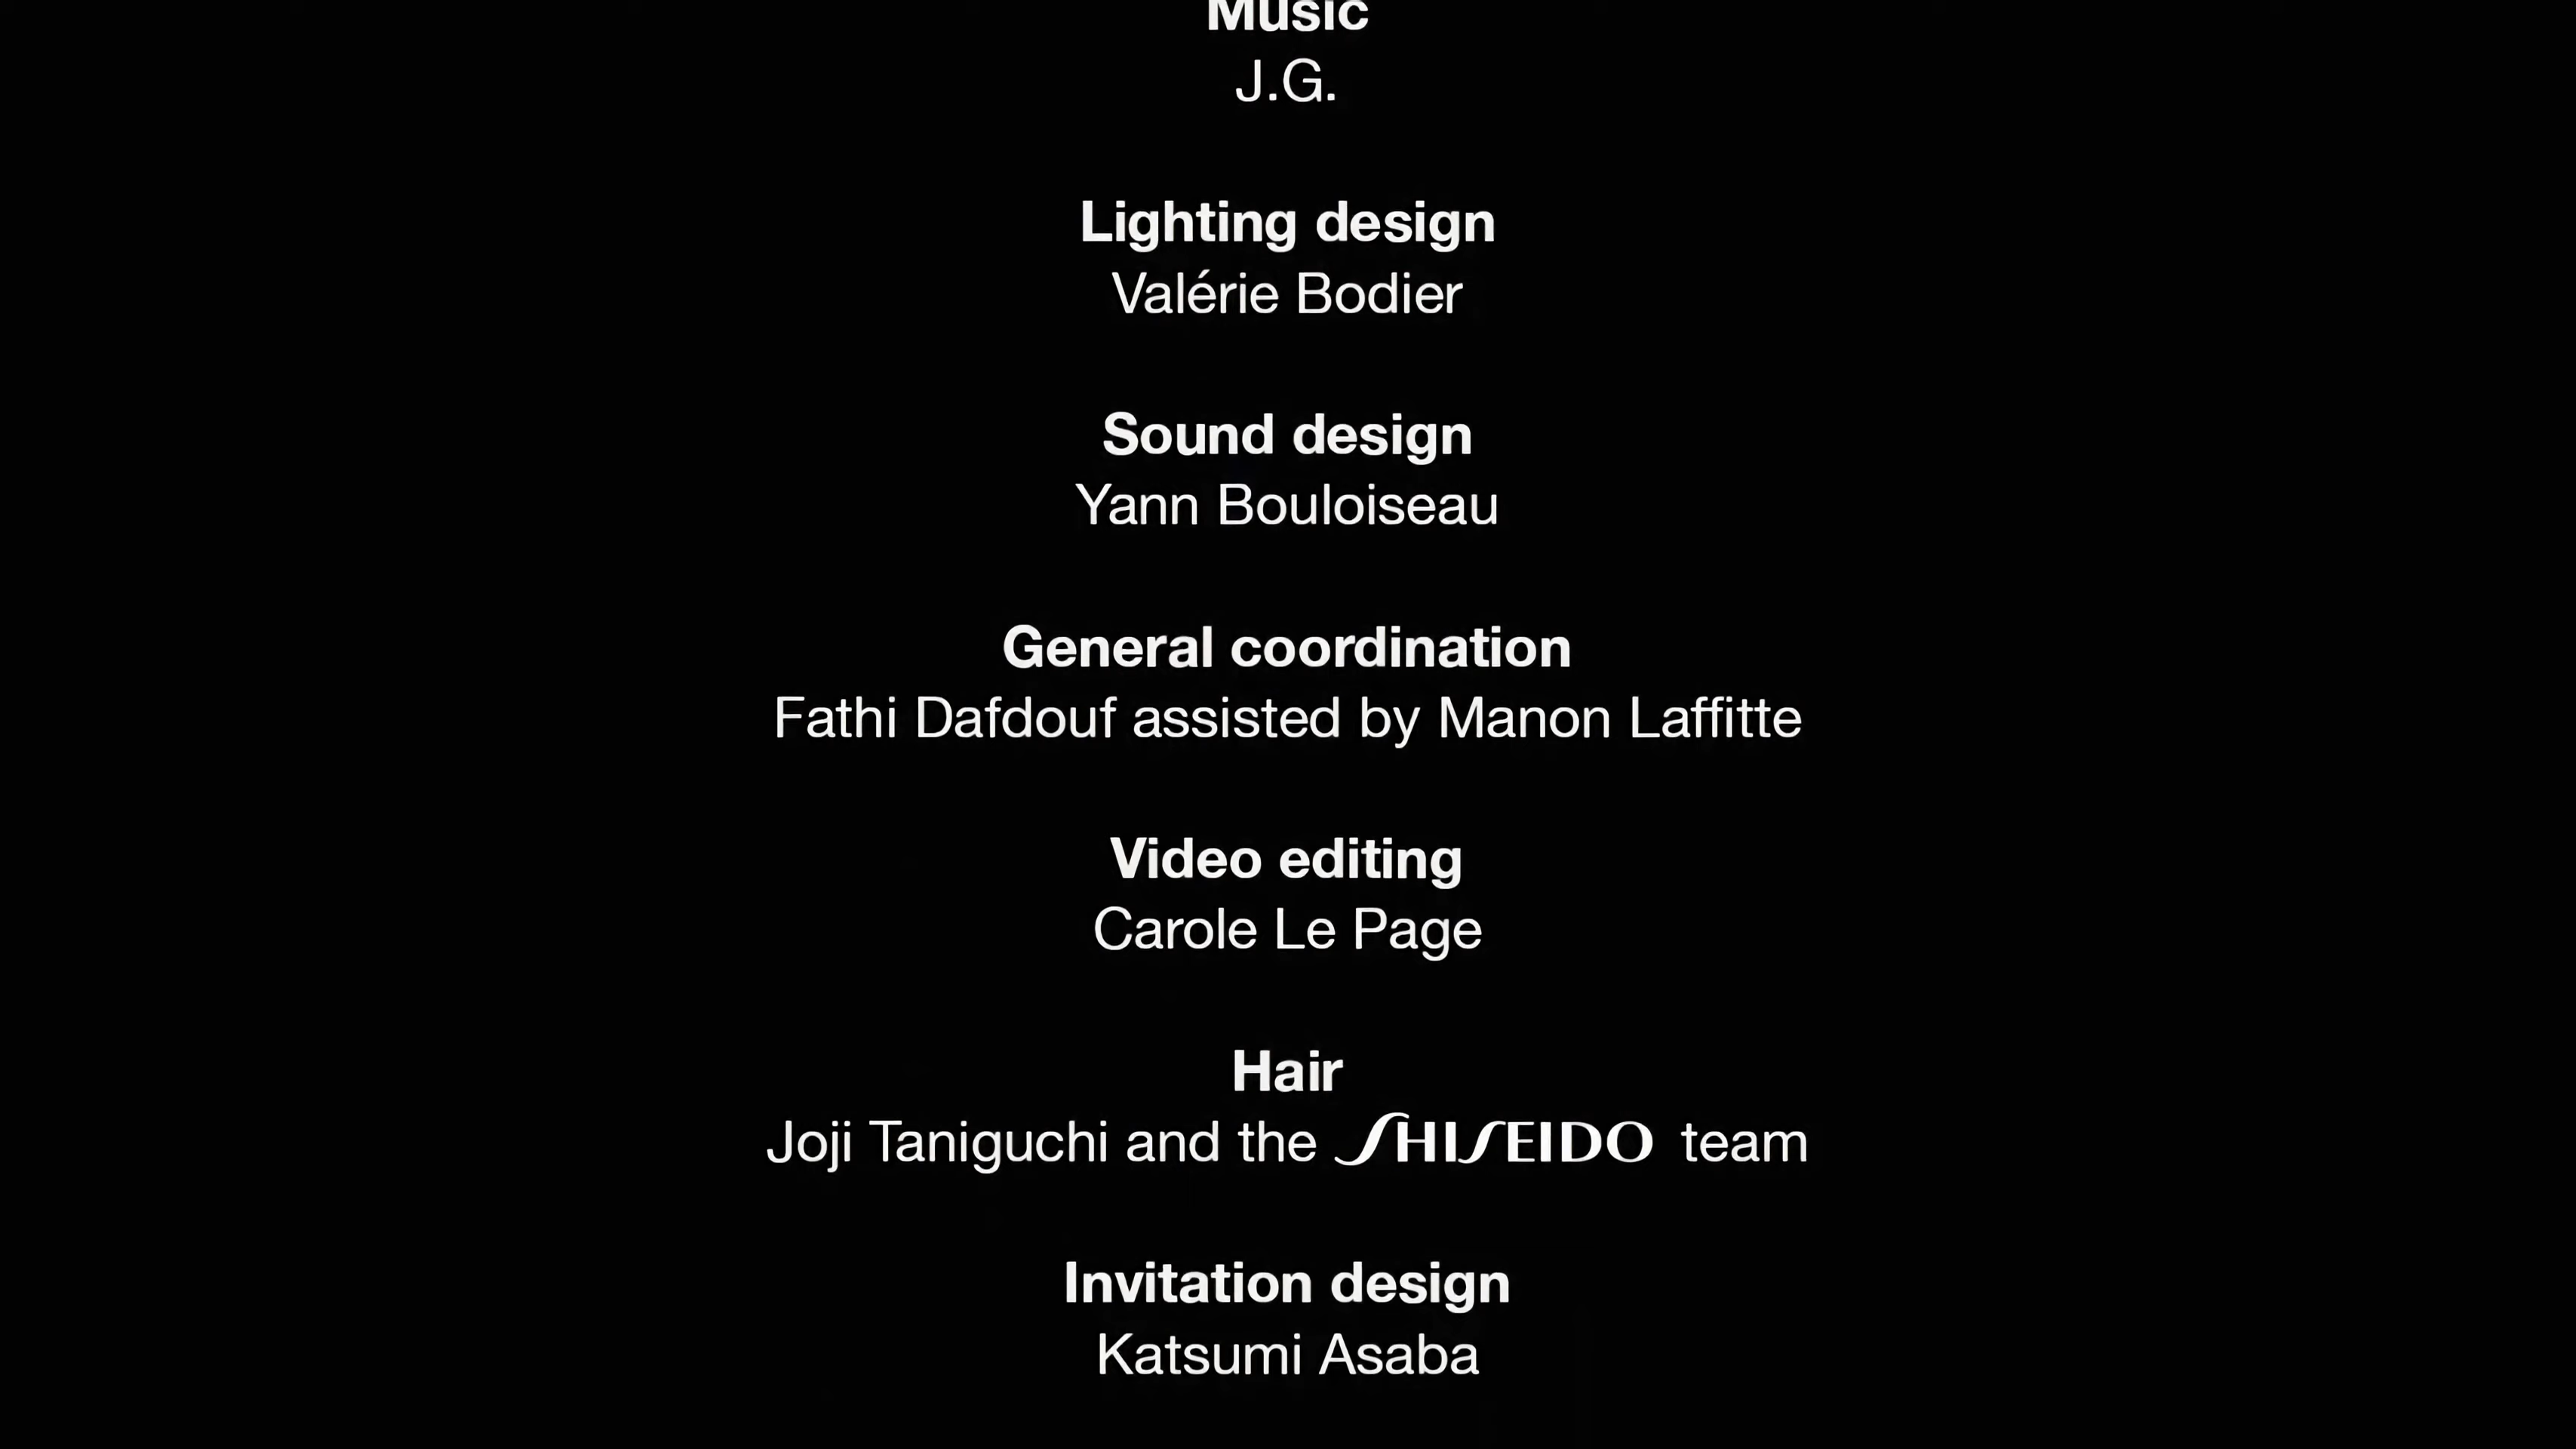 Music
J.G.
Lighting design
Valérie Bodier
Sound design
Yann Bouloiseau
General coordination
Fathi Dafdouf assisted by Manon Laffitte
Video editing
Carole Le Page
Hair
Joji Taniguchi and the SHISEIDO team
Invitation design
Katsumi Asaba